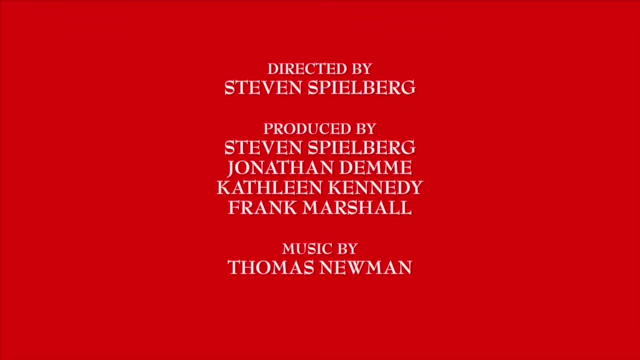 DIRECTED BY
STEVEN SPIELBERG
PRODUCED BY
STEVEN SPIELBERG
JONATHAN DEMME
KATHLEEN KENNEDY
FRANK MARSHALL
MUSIC BY
THOMAS NEWMAN